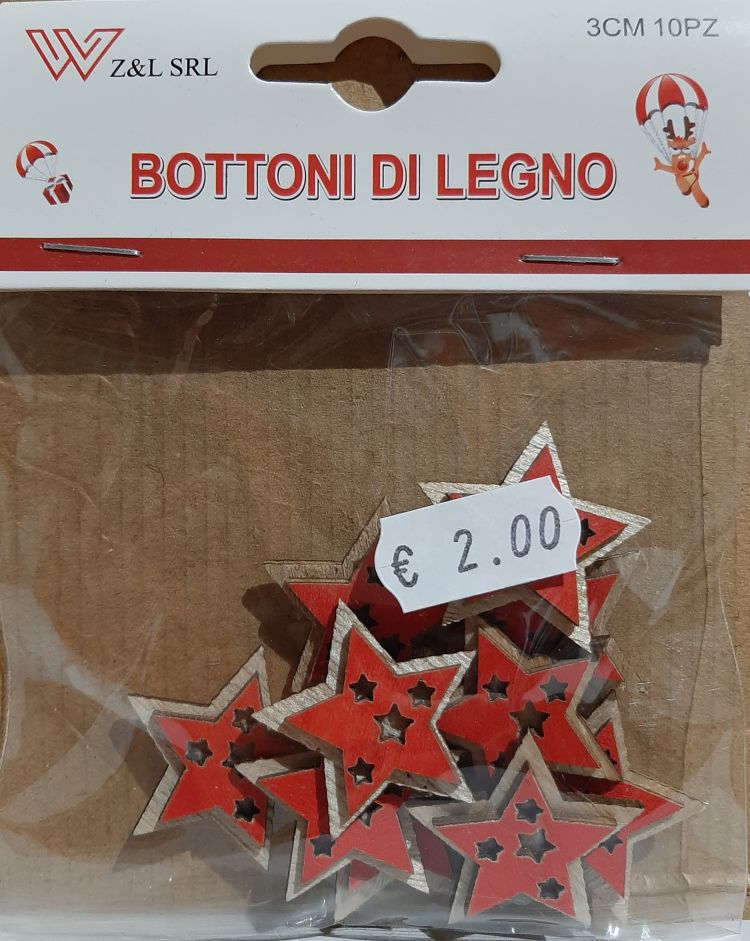 3CM 10PZ
Z&L SRL
BOTTONI DI LEGNO
€ 2.00